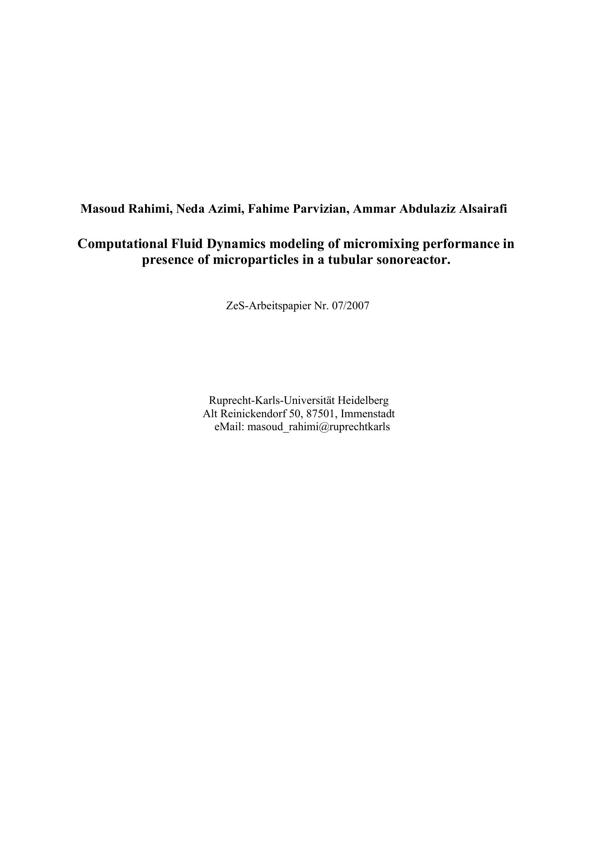 Masoud Rahimi, Neda Azimi, Fahime Parvizian, Ammar Abdulaziz Alsairafi
Computational Fluid Dynamics modeling of micromixing performance in
presence of microparticles in a tubular sonoreactor.
ZeS-Arbeitspapier Nr. 07/2007
Ruprecht-Karls-Universität Heidelberg
Alt Reinickendorf 50, 87501, Immenstadt
eMail: masoud_rahimi@ruprechtkarls